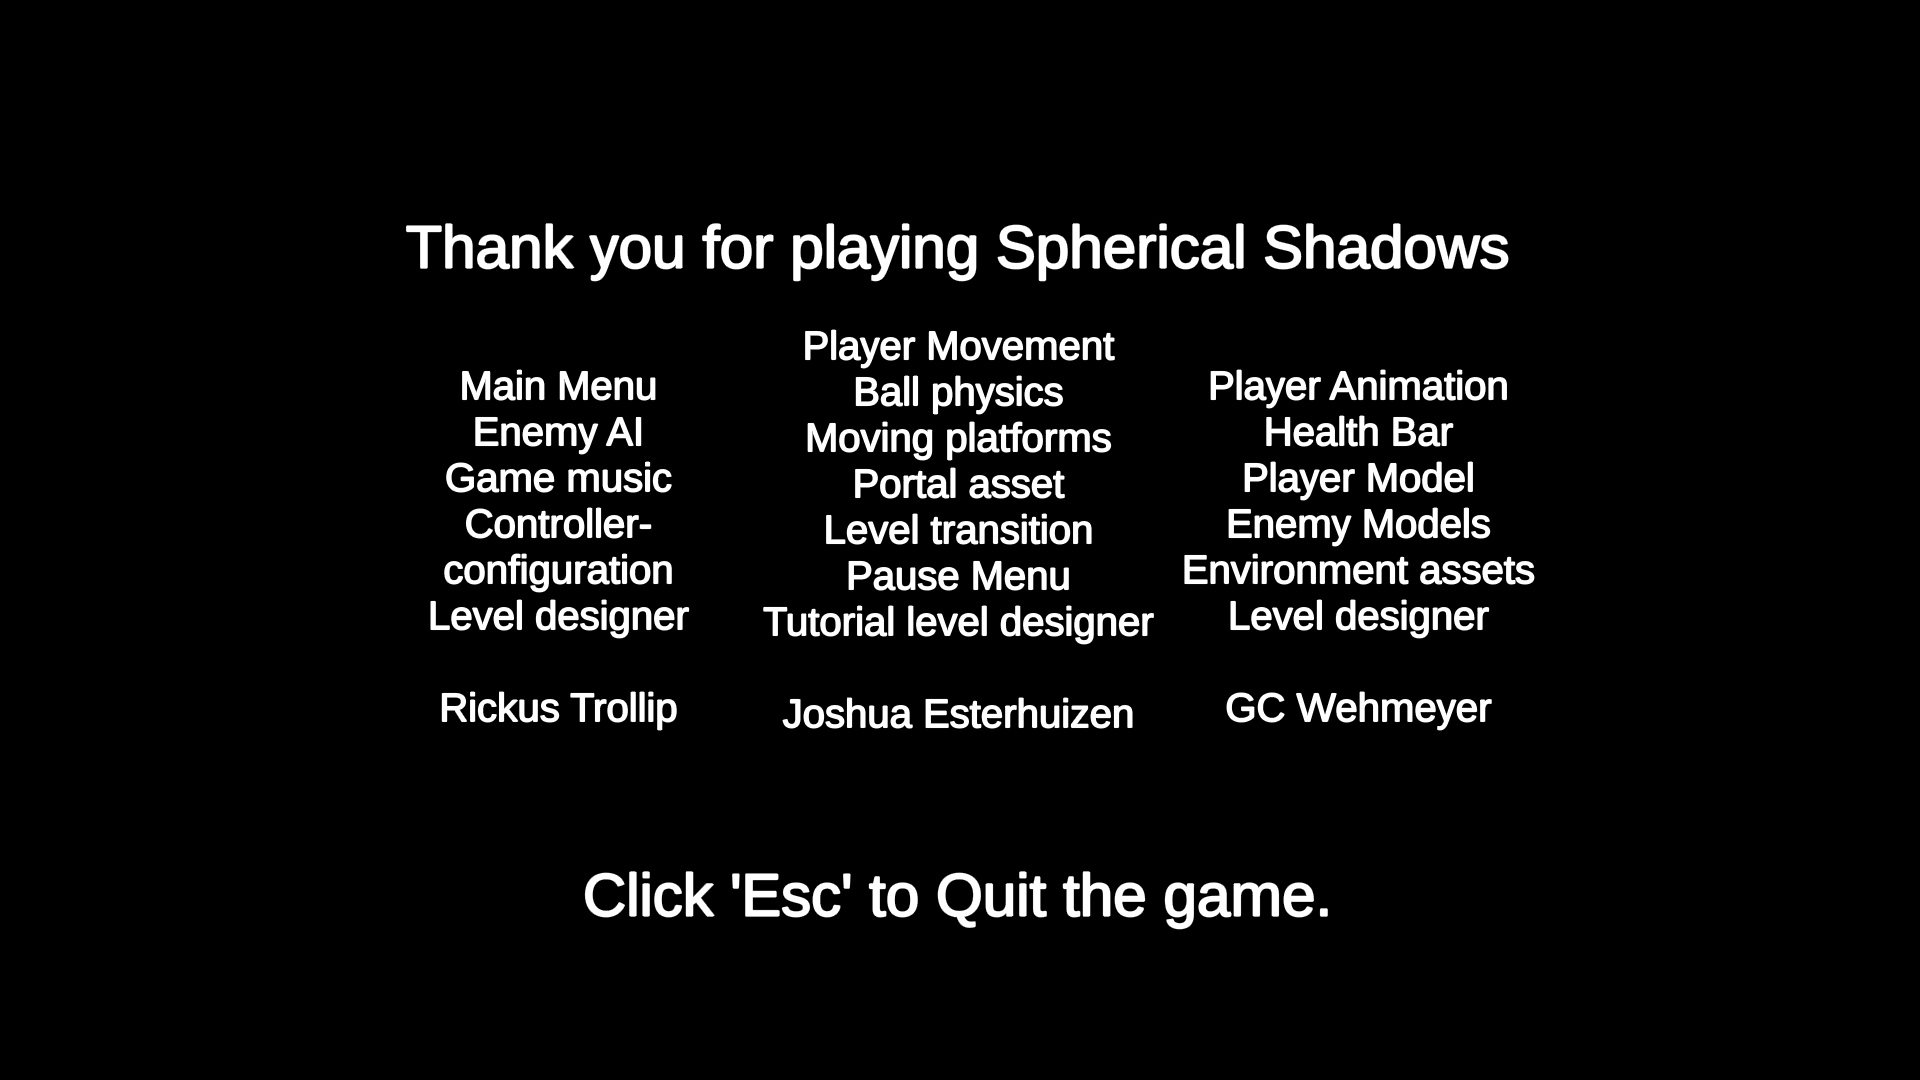 Thank you for playing Spherical Shadows
Main Menu
Enemy AI
Game music
Controller-
configuration
Level designer
Rickus Trollip
Player Movement
Ball physics
Moving platforms
Portal asset
Level transition
Pause Menu
Tutorial level designer
Joshua Esterhuizen
Player Animation
Health Bar
Player Model
Enemy Models
Environment assets
Level designer
GC Wehmeyer
Click 'Esc' to Quit the game.